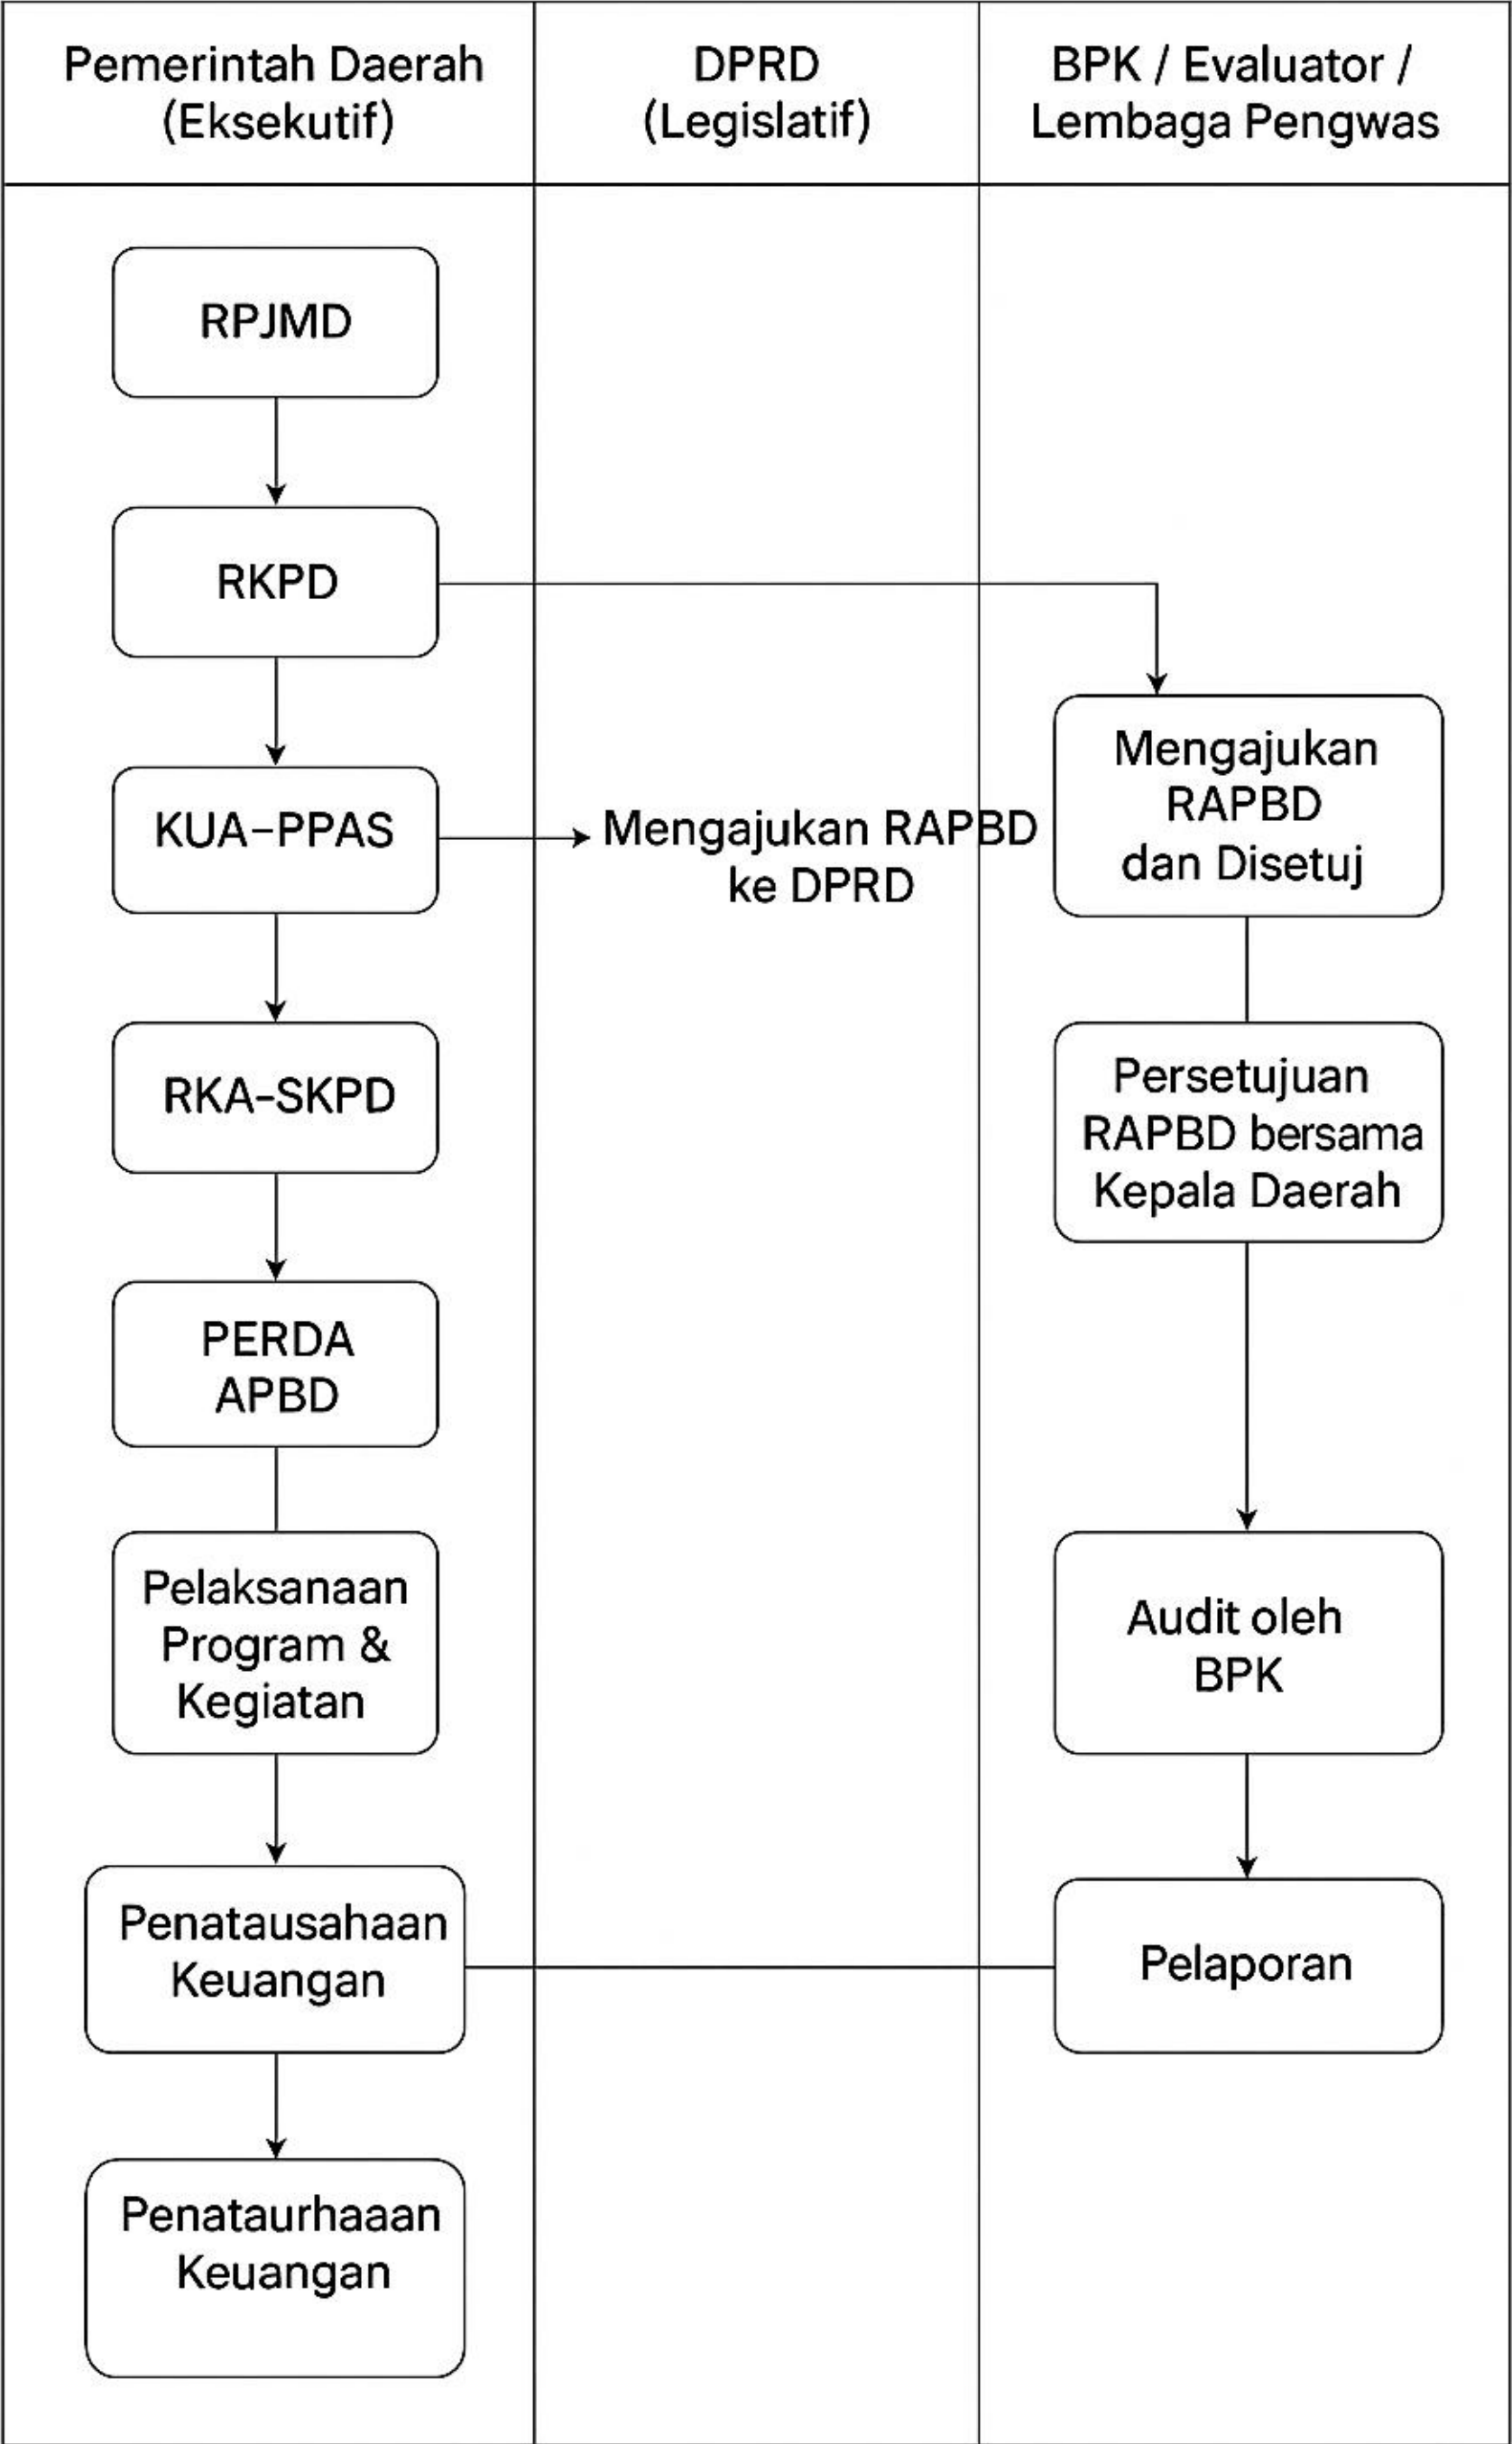 Pemerintah Daerah
(Eksekutif)
DPRD
(Legislatif)
BPK / Evaluator /
Lembaga Pengwas
RPJMD
RKPD
KUA-PPAS
Mengajukan RAPBD
ke DPRD
Mengajukan
RAPBD
dan Disetuj
RKA-SKPD
Persetujuan
RAPBD bersama
Kepala Daerah
PERDA
APBD
Pelaksanaan
Program &
Kegiatan
Audit oleh
BPK
Penatausahaan
Keuangan
Pelaporan
Penataurhaaan
Keuangan